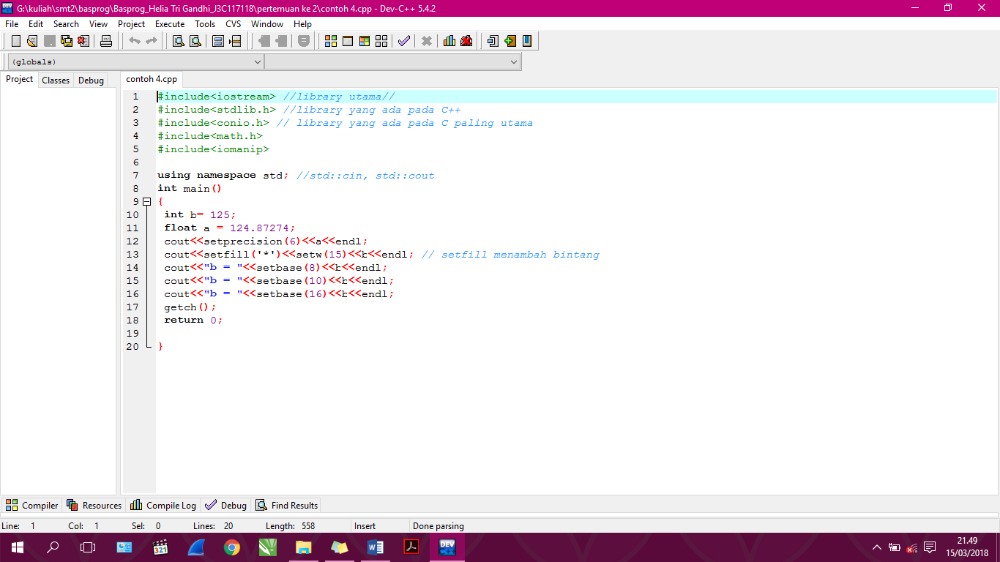 G:\kuliah\smt2\basprog\Basprog_Helia Tri Gandhi_J3C117118\pertemuan ke 2\contoh 4.cpp - Dev-C++ 5.4.2
File Edit Search View Project Execute Tools CVS Window Help
(globals)
Project Classes Debug
contoh 4.cpp
1 #include<iostream> //library utama//
2 #include<stdlib.h> //library yang ada pada C++
3 #include<conio.h> // library yang ada pada C paling utama
4 #include<math.h>
5 #include<iomanip>
6
7 using namespace std; //std::cin, std::cout
8 int main()
9 {
10 int b= 125;
11 float a = 124.87274;
12 cout<<setprecision(6)<<a<<endl;
13 cout<<setfill('*')<<setw(15)<<b<<endl; // setfill menambah bintang
14 cout<<"b = "<<setbase(8)<<b<<endl;
15 cout<<"b = "<<setbase(10)<<b<<endl;
16 cout<<"b = "<<setbase(16)<<b<<endl;
17 getch();
18 return 0;
19
20 }
Compiler Resources Compile Log Debug Find Results
Line: 1 Col: 1 Sel: 0 Lines: 20 Length: 558 Insert Done parsing
321
DEV
21.49
15/03/2018